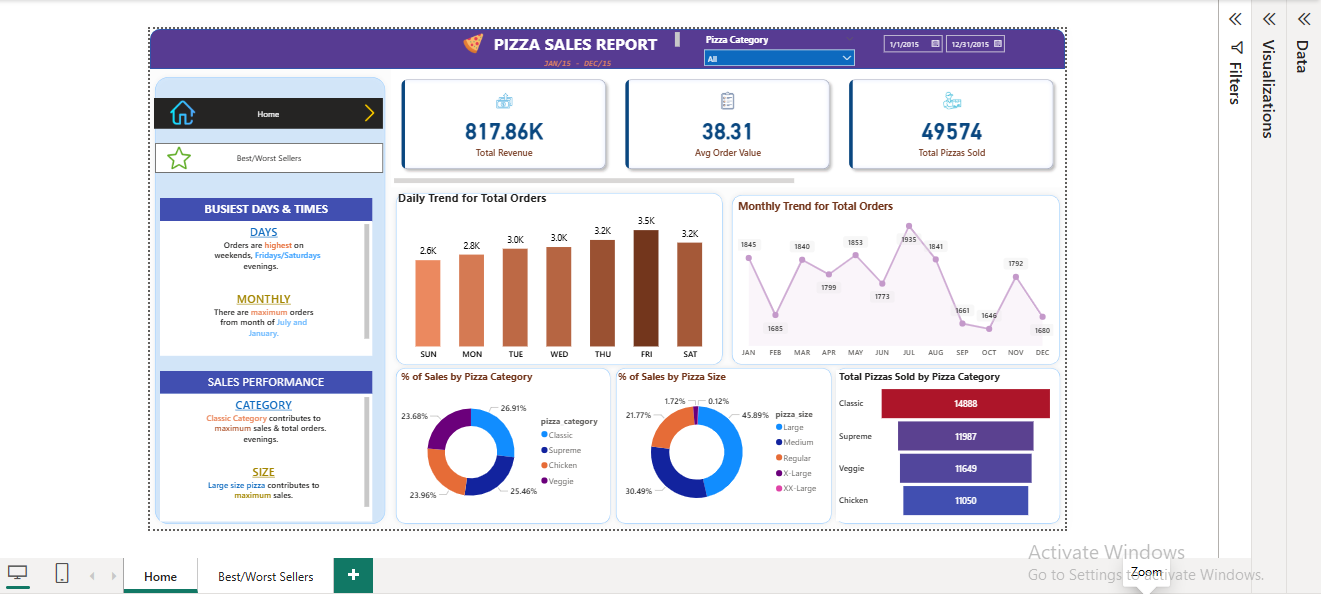 PIZZA SALES REPORT
JAN/15 - DEC/15
Pizza Category
All
1/1/2015
12/31/2015
Filters
Visualizations
Data
Home
Best/Worst Sellers
817.86K
Total Revenue
38.31
Avg Order Value
49574
Total Pizzas Sold
BUSIEST DAYS & TIMES
DAYS
Orders are highest on
weekends, Fridays/Saturdays
evenings.
MONTHLY
There are maximum orders
from month of July and
January.
SALES PERFORMANCE
CATEGORY
Classic Category contributes to
maximum sales & total orders.
evenings.
SIZE
Large size pizza contributes to
maximum sales.
Daily Trend for Total Orders
2.6K
2.8K
3.0K
3.0K
3.2K
3.5K
3.2K
SUN MON TUE WED THU FRI SAT
Monthly Trend for Total Orders
1845
1685
1840
1799
1853
1773
1935
1841
1661
1646
1792
1680
JAN FEB MAR APR MAY JUN JUL AUG SEP OCT NOV DEC
% of Sales by Pizza Category
26.91%
25.46%
23.96%
23.68%
pizza_category
Classic
Supreme
Chicken
Veggie
% of Sales by Pizza Size
1.72%
0.12%
45.89%
30.49%
21.77%
pizza_size
Large
Medium
Regular
X-Large
XX-Large
Total Pizzas Sold by Pizza Category
Classic 14888
Supreme 11987
Veggie 11649
Chicken 11050
Activate Windows
Go to Settings to activate Windows.
Zoom
Home
Best/Worst Sellers